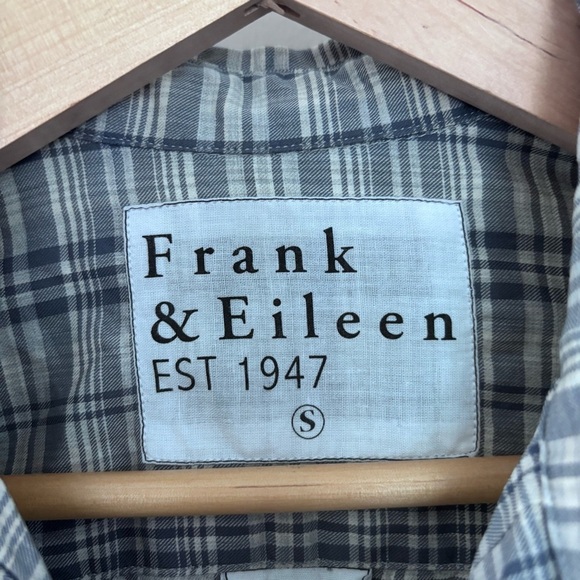 Frank
& Eileen
EST 1947
S